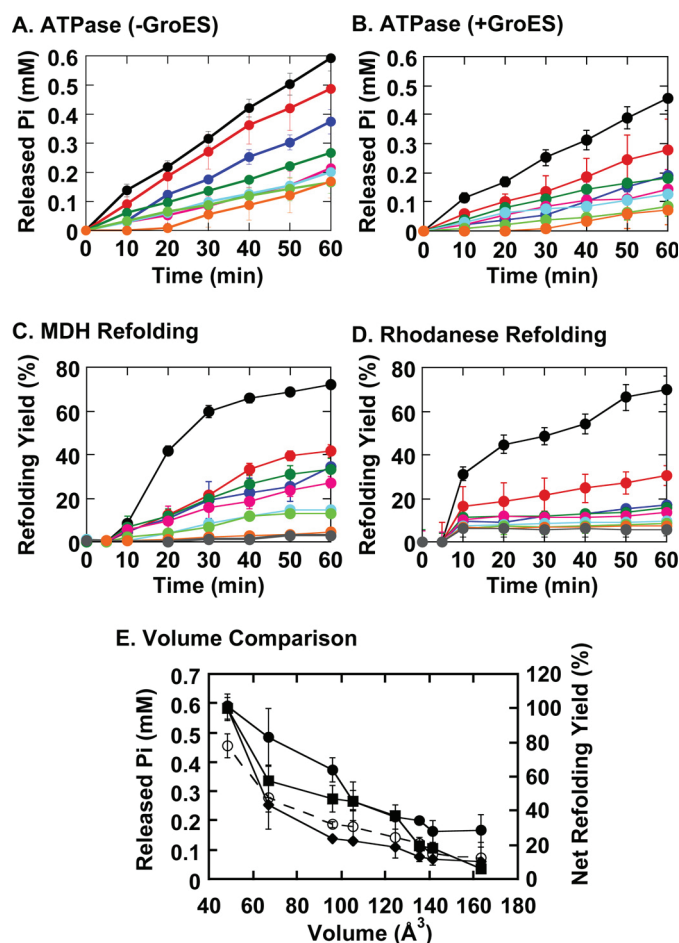 A. ATPase (-GroES)
B. ATPase (+GroES)
0.6
0.5
0.4
0.3
0.2
0.1
0
Released Pi (mM)
0 10 20 30 40 50 60
Time (min)
0.6
0.5
0.4
0.3
0.2
0.1
0
Released Pi (mM)
0 10 20 30 40 50 60
Time (min)
C. MDH Refolding
D. Rhodanese Refolding
80
60
40
20
0
Refolding Yield (%)
0 10 20 30 40 50 60
Time (min)
80
60
40
20
0
Refolding Yield (%)
0 10 20 30 40 50 60
Time (min)
E. Volume Comparison
0.7
0.6
0.5
0.4
0.3
0.2
0.1
0
Released Pi (mM)
120
100
80
60
40
20
0
Net Refolding Yield (%)
40 60 80 100 120 140 160 180
Volume (Å³)